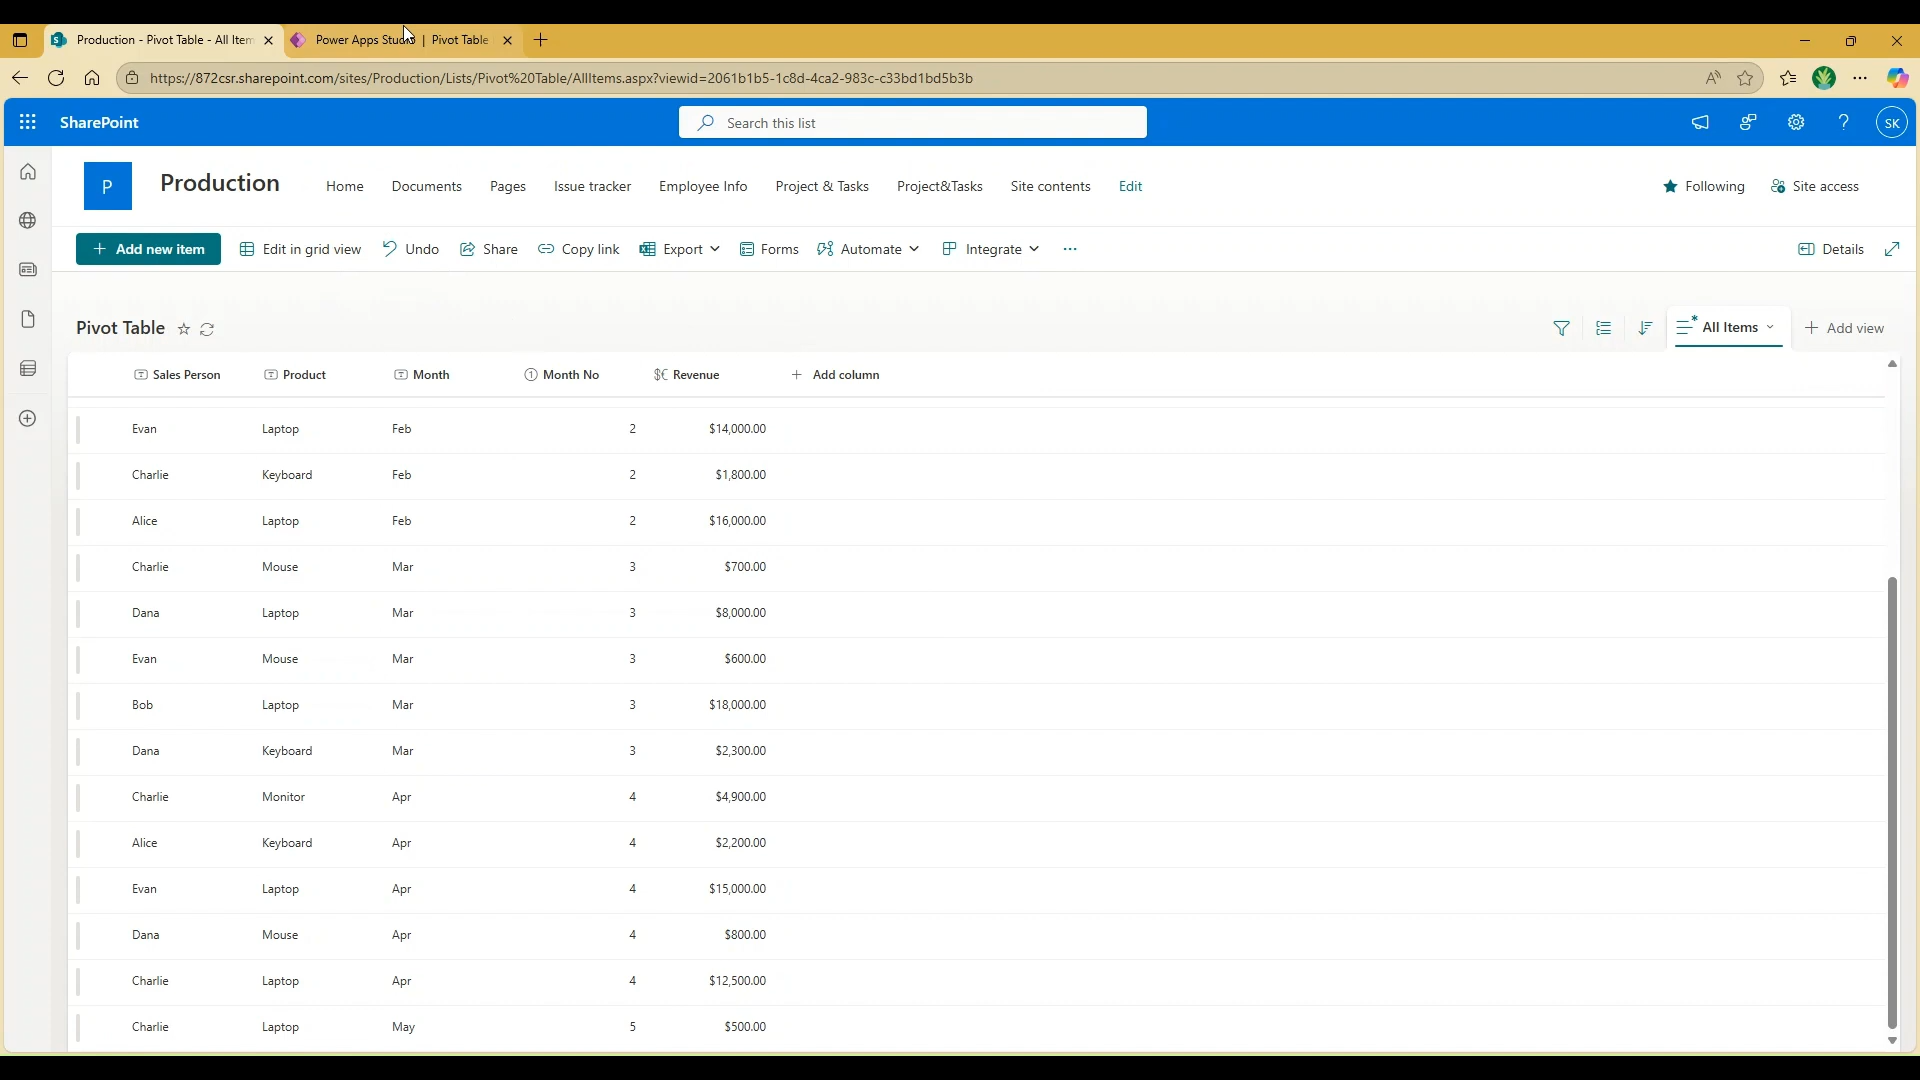 Production - Pivot Table - All Item
Power Apps Studio | Pivot Table
https://872csr.sharepoint.com/sites/Production/Lists/Pivot%20Table/AllItems.aspx?viewid=2061b1b5-1c8d-4ca2-983c-c33bd1bd5b3b
SharePoint
Search this list
SK
P
Production
Home Documents Pages Issue tracker Employee Info Project & Tasks Project&Tasks Site contents Edit
Following Site access
Add new item Edit in grid view Undo Share Copy link Export Forms Automate Integrate ... Details
Pivot Table
All Items
Add view
Sales Person Product Month Month No Revenue Add column
Evan Laptop Feb 2 $14,000.00
Charlie Keyboard Feb 2 $1,800.00
Alice Laptop Feb 2 $16,000.00
Charlie Mouse Mar 3 $700.00
Dana Laptop Mar 3 $8,000.00
Evan Mouse Mar 3 $600.00
Bob Laptop Mar 3 $18,000.00
Dana Keyboard Mar 3 $2,300.00
Charlie Monitor Apr 4 $4,900.00
Alice Keyboard Apr 4 $2,200.00
Evan Laptop Apr 4 $15,000.00
Dana Mouse Apr 4 $800.00
Charlie Laptop Apr 4 $12,500.00
Charlie Laptop May 5 $500.00